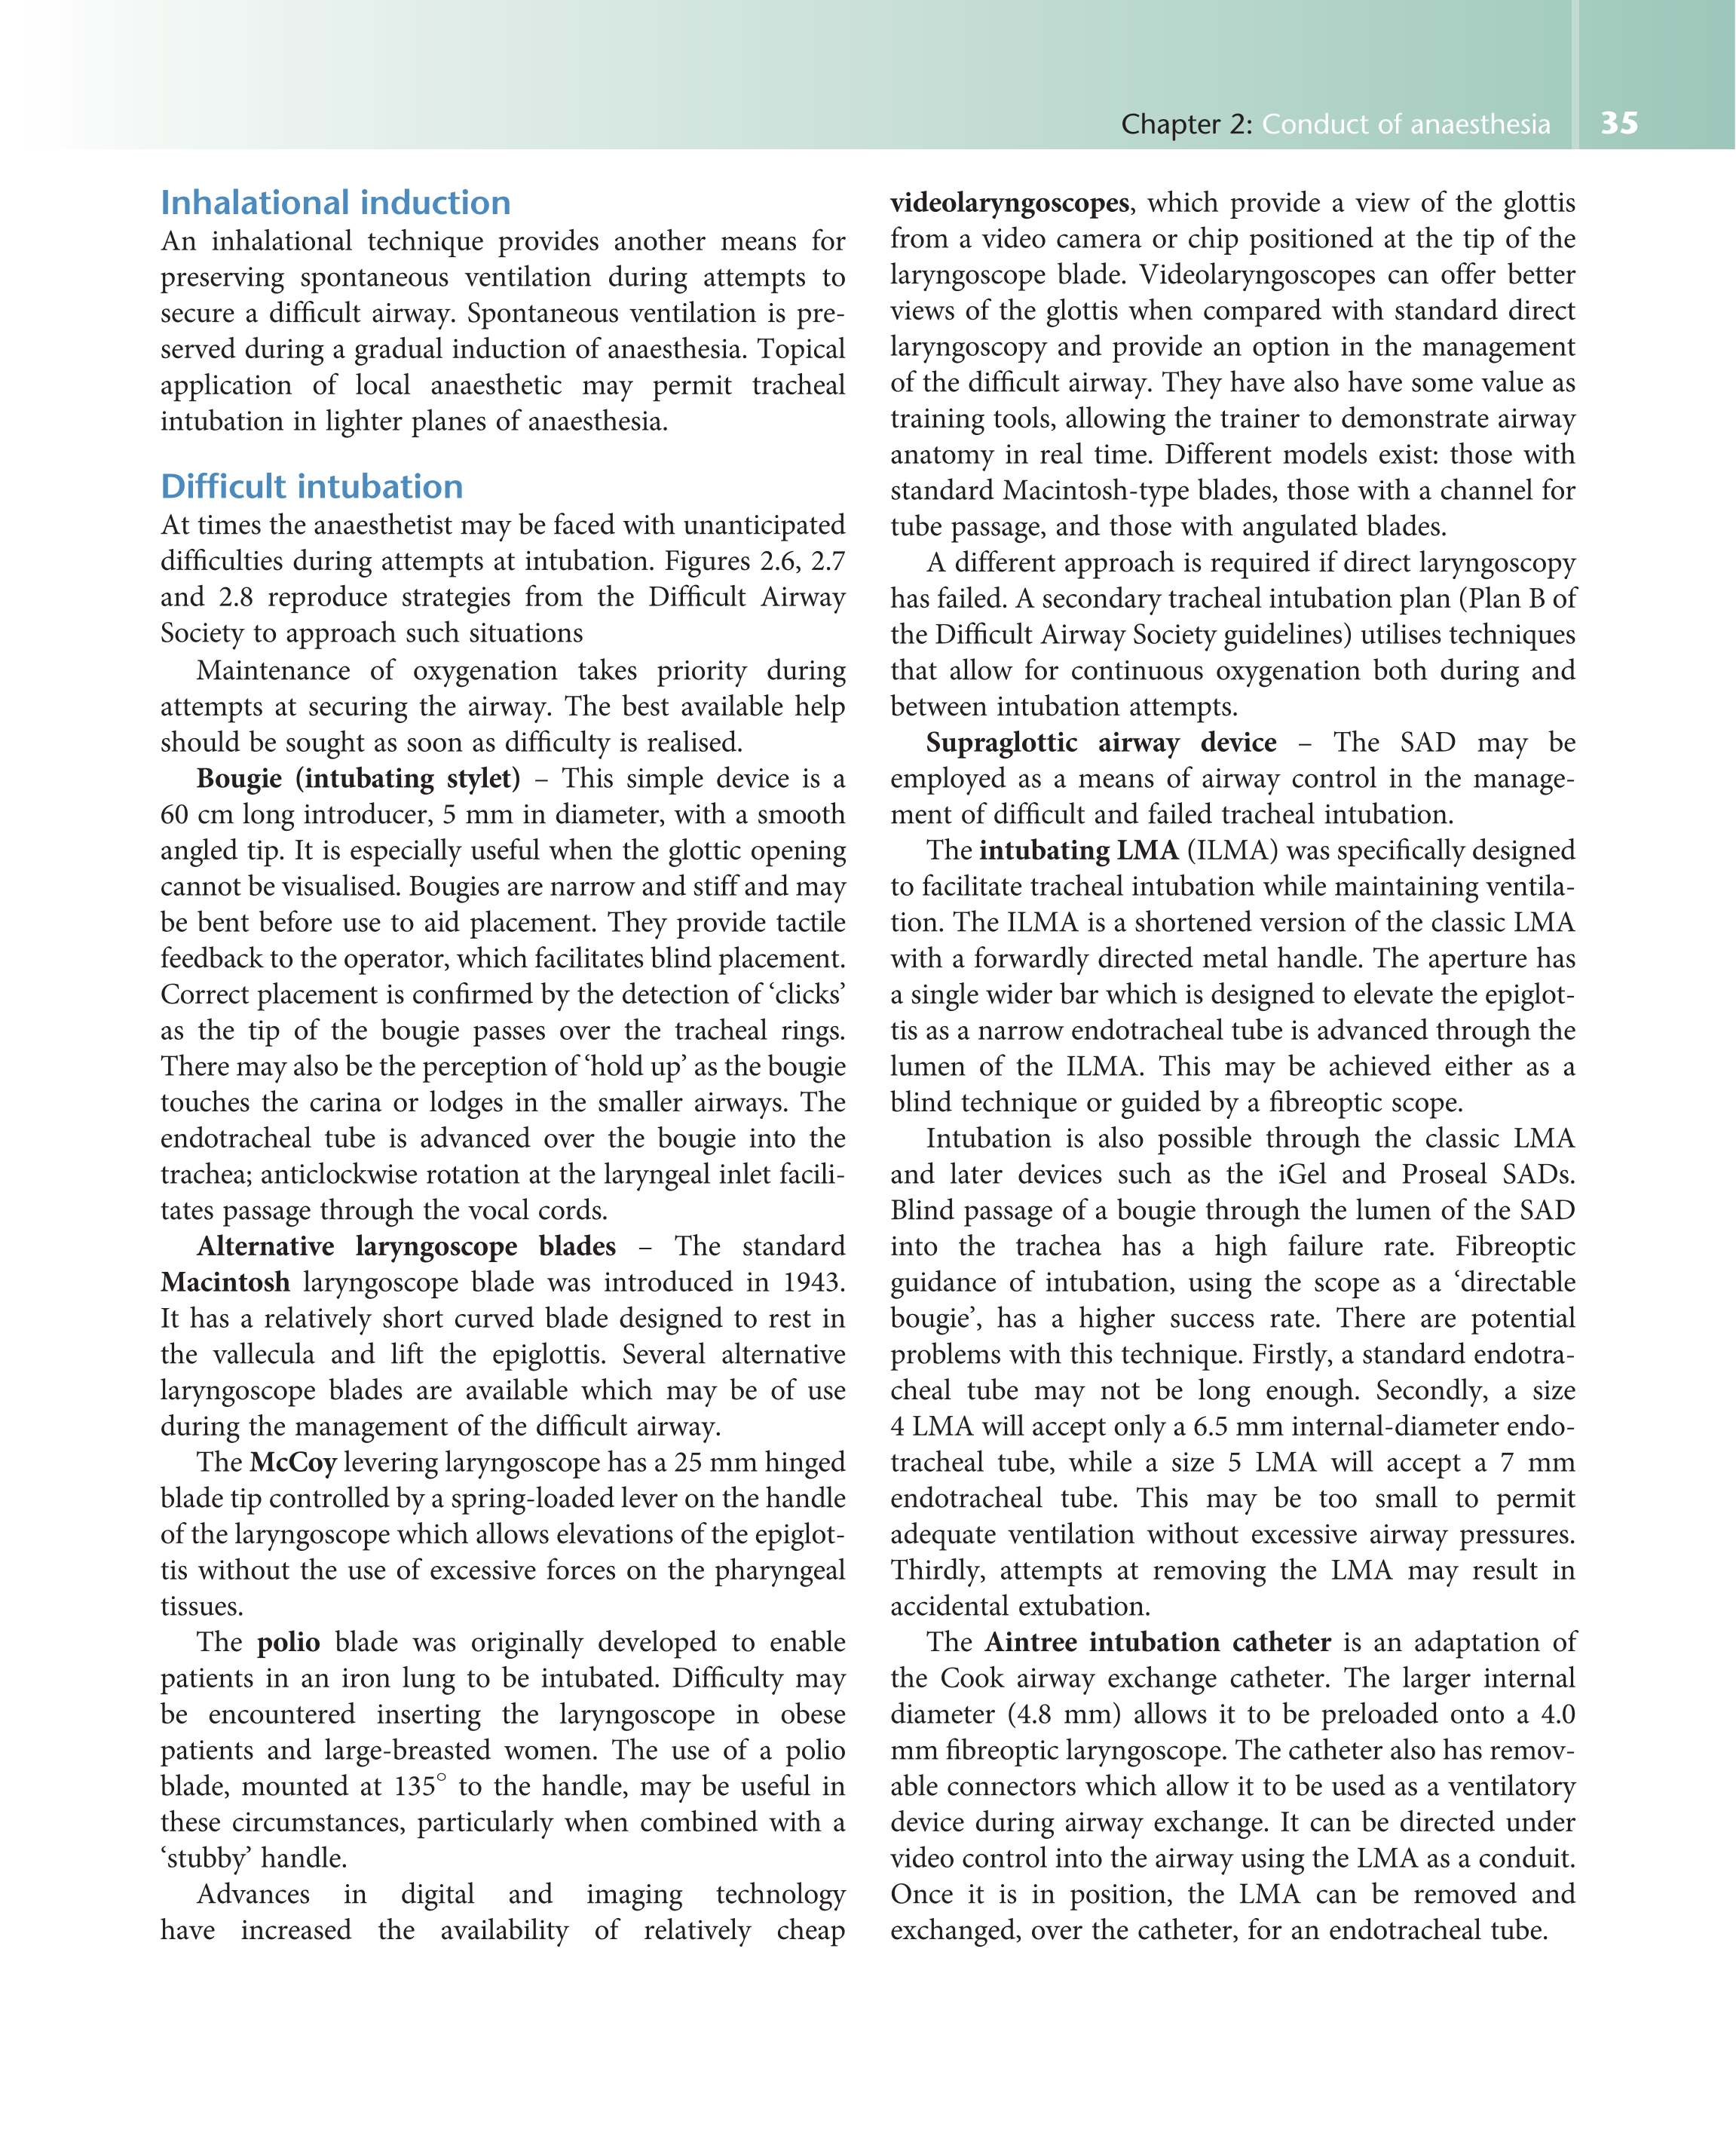 Chapter 2: Conduct of anaesthesia 35
Inhalational induction
An inhalational technique provides another means for
preserving spontaneous ventilation during attempts to
secure a difficult airway. Spontaneous ventilation is pre-
served during a gradual induction of anaesthesia. Topical
application of local anaesthetic may permit tracheal
intubation in lighter planes of anaesthesia.
Difficult intubation
At times the anaesthetist may be faced with unanticipated
difficulties during attempts at intubation. Figures 2.6, 2.7
and 2.8 reproduce strategies from the Difficult Airway
Society to approach such situations
Maintenance of oxygenation takes priority during
attempts at securing the airway. The best available help
should be sought as soon as difficulty is realised.
Bougie (intubating stylet) – This simple device is a
60 cm long introducer, 5 mm in diameter, with a smooth
angled tip. It is especially useful when the glottic opening
cannot be visualised. Bougies are narrow and stiff and may
be bent before use to aid placement. They provide tactile
feedback to the operator, which facilitates blind placement.
Correct placement is confirmed by the detection of ‘clicks’
as the tip of the bougie passes over the tracheal rings.
There may also be the perception of ‘hold up’ as the bougie
touches the carina or lodges in the smaller airways. The
endotracheal tube is advanced over the bougie into the
trachea; anticlockwise rotation at the laryngeal inlet facili-
tates passage through the vocal cords.
Alternative laryngoscope blades – The standard
Macintosh laryngoscope blade was introduced in 1943.
It has a relatively short curved blade designed to rest in
the vallecula and lift the epiglottis. Several alternative
laryngoscope blades are available which may be of use
during the management of the difficult airway.
The McCoy levering laryngoscope has a 25 mm hinged
blade tip controlled by a spring-loaded lever on the handle
of the laryngoscope which allows elevations of the epiglot-
tis without the use of excessive forces on the pharyngeal
tissues.
The polio blade was originally developed to enable
patients in an iron lung to be intubated. Difficulty may
be encountered inserting the laryngoscope in obese
patients and large-breasted women. The use of a polio
blade, mounted at 135° to the handle, may be useful in
these circumstances, particularly when combined with a
‘stubby’ handle.
Advances in digital and imaging technology
have increased the availability of relatively cheap
videolaryngoscopes, which provide a view of the glottis
from a video camera or chip positioned at the tip of the
laryngoscope blade. Videolaryngoscopes can offer better
views of the glottis when compared with standard direct
laryngoscopy and provide an option in the management
of the difficult airway. They have also have some value as
training tools, allowing the trainer to demonstrate airway
anatomy in real time. Different models exist: those with
standard Macintosh-type blades, those with a channel for
tube passage, and those with angulated blades.
A different approach is required if direct laryngoscopy
has failed. A secondary tracheal intubation plan (Plan B of
the Difficult Airway Society guidelines) utilises techniques
that allow for continuous oxygenation both during and
between intubation attempts.
Supraglottic airway device – The SAD may be
employed as a means of airway control in the manage-
ment of difficult and failed tracheal intubation.
The intubating LMA (ILMA) was specifically designed
to facilitate tracheal intubation while maintaining ventila-
tion. The ILMA is a shortened version of the classic LMA
with a forwardly directed metal handle. The aperture has
a single wider bar which is designed to elevate the epiglot-
tis as a narrow endotracheal tube is advanced through the
lumen of the ILMA. This may be achieved either as a
blind technique or guided by a fibreoptic scope.
Intubation is also possible through the classic LMA
and later devices such as the iGel and Proseal SADs.
Blind passage of a bougie through the lumen of the SAD
into the trachea has a high failure rate. Fibreoptic
guidance of intubation, using the scope as a ‘directable
bougie’, has a higher success rate. There are potential
problems with this technique. Firstly, a standard endotra-
cheal tube may not be long enough. Secondly, a size
4 LMA will accept only a 6.5 mm internal-diameter endo-
tracheal tube, while a size 5 LMA will accept a 7 mm
endotracheal tube. This may be too small to permit
adequate ventilation without excessive airway pressures.
Thirdly, attempts at removing the LMA may result in
accidental extubation.
The Aintree intubation catheter is an adaptation of
the Cook airway exchange catheter. The larger internal
diameter (4.8 mm) allows it to be preloaded onto a 4.0
mm fibreoptic laryngoscope. The catheter also has remov-
able connectors which allow it to be used as a ventilatory
device during airway exchange. It can be directed under
video control into the airway using the LMA as a conduit.
Once it is in position, the LMA can be removed and
exchanged, over the catheter, for an endotracheal tube.